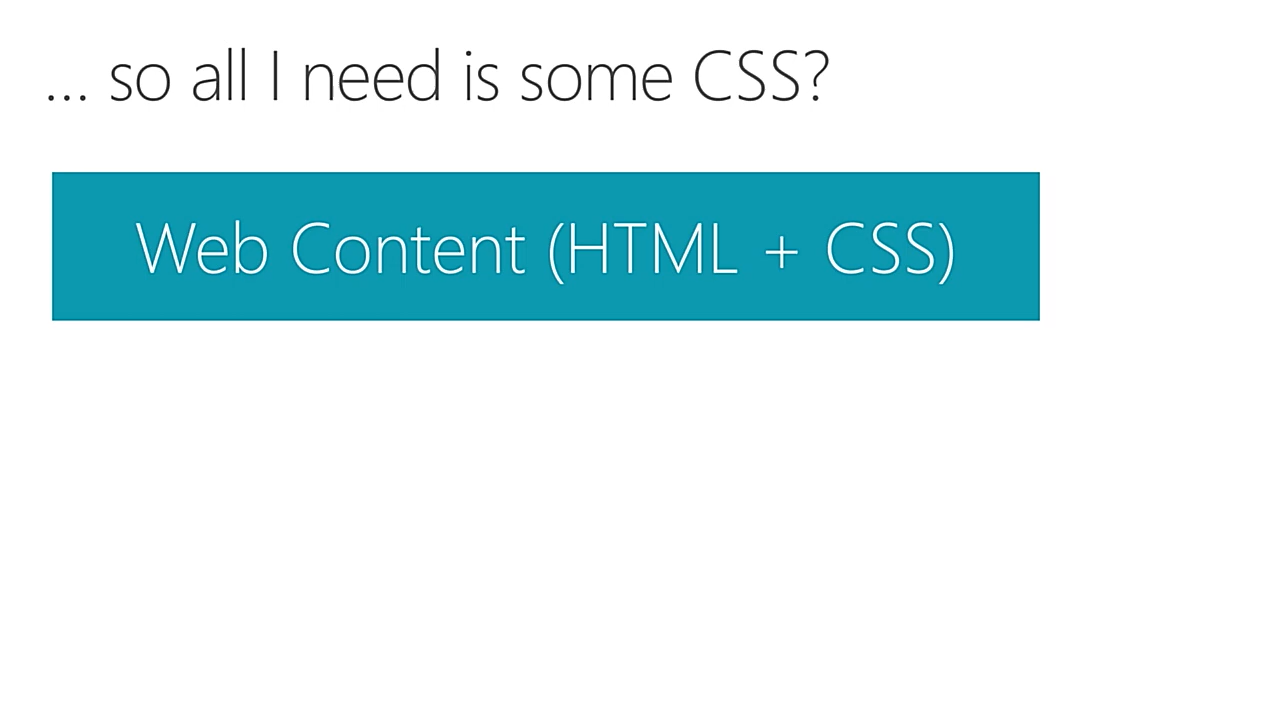 ... so all I need is some CSS?
Web Content (HTML + CSS)